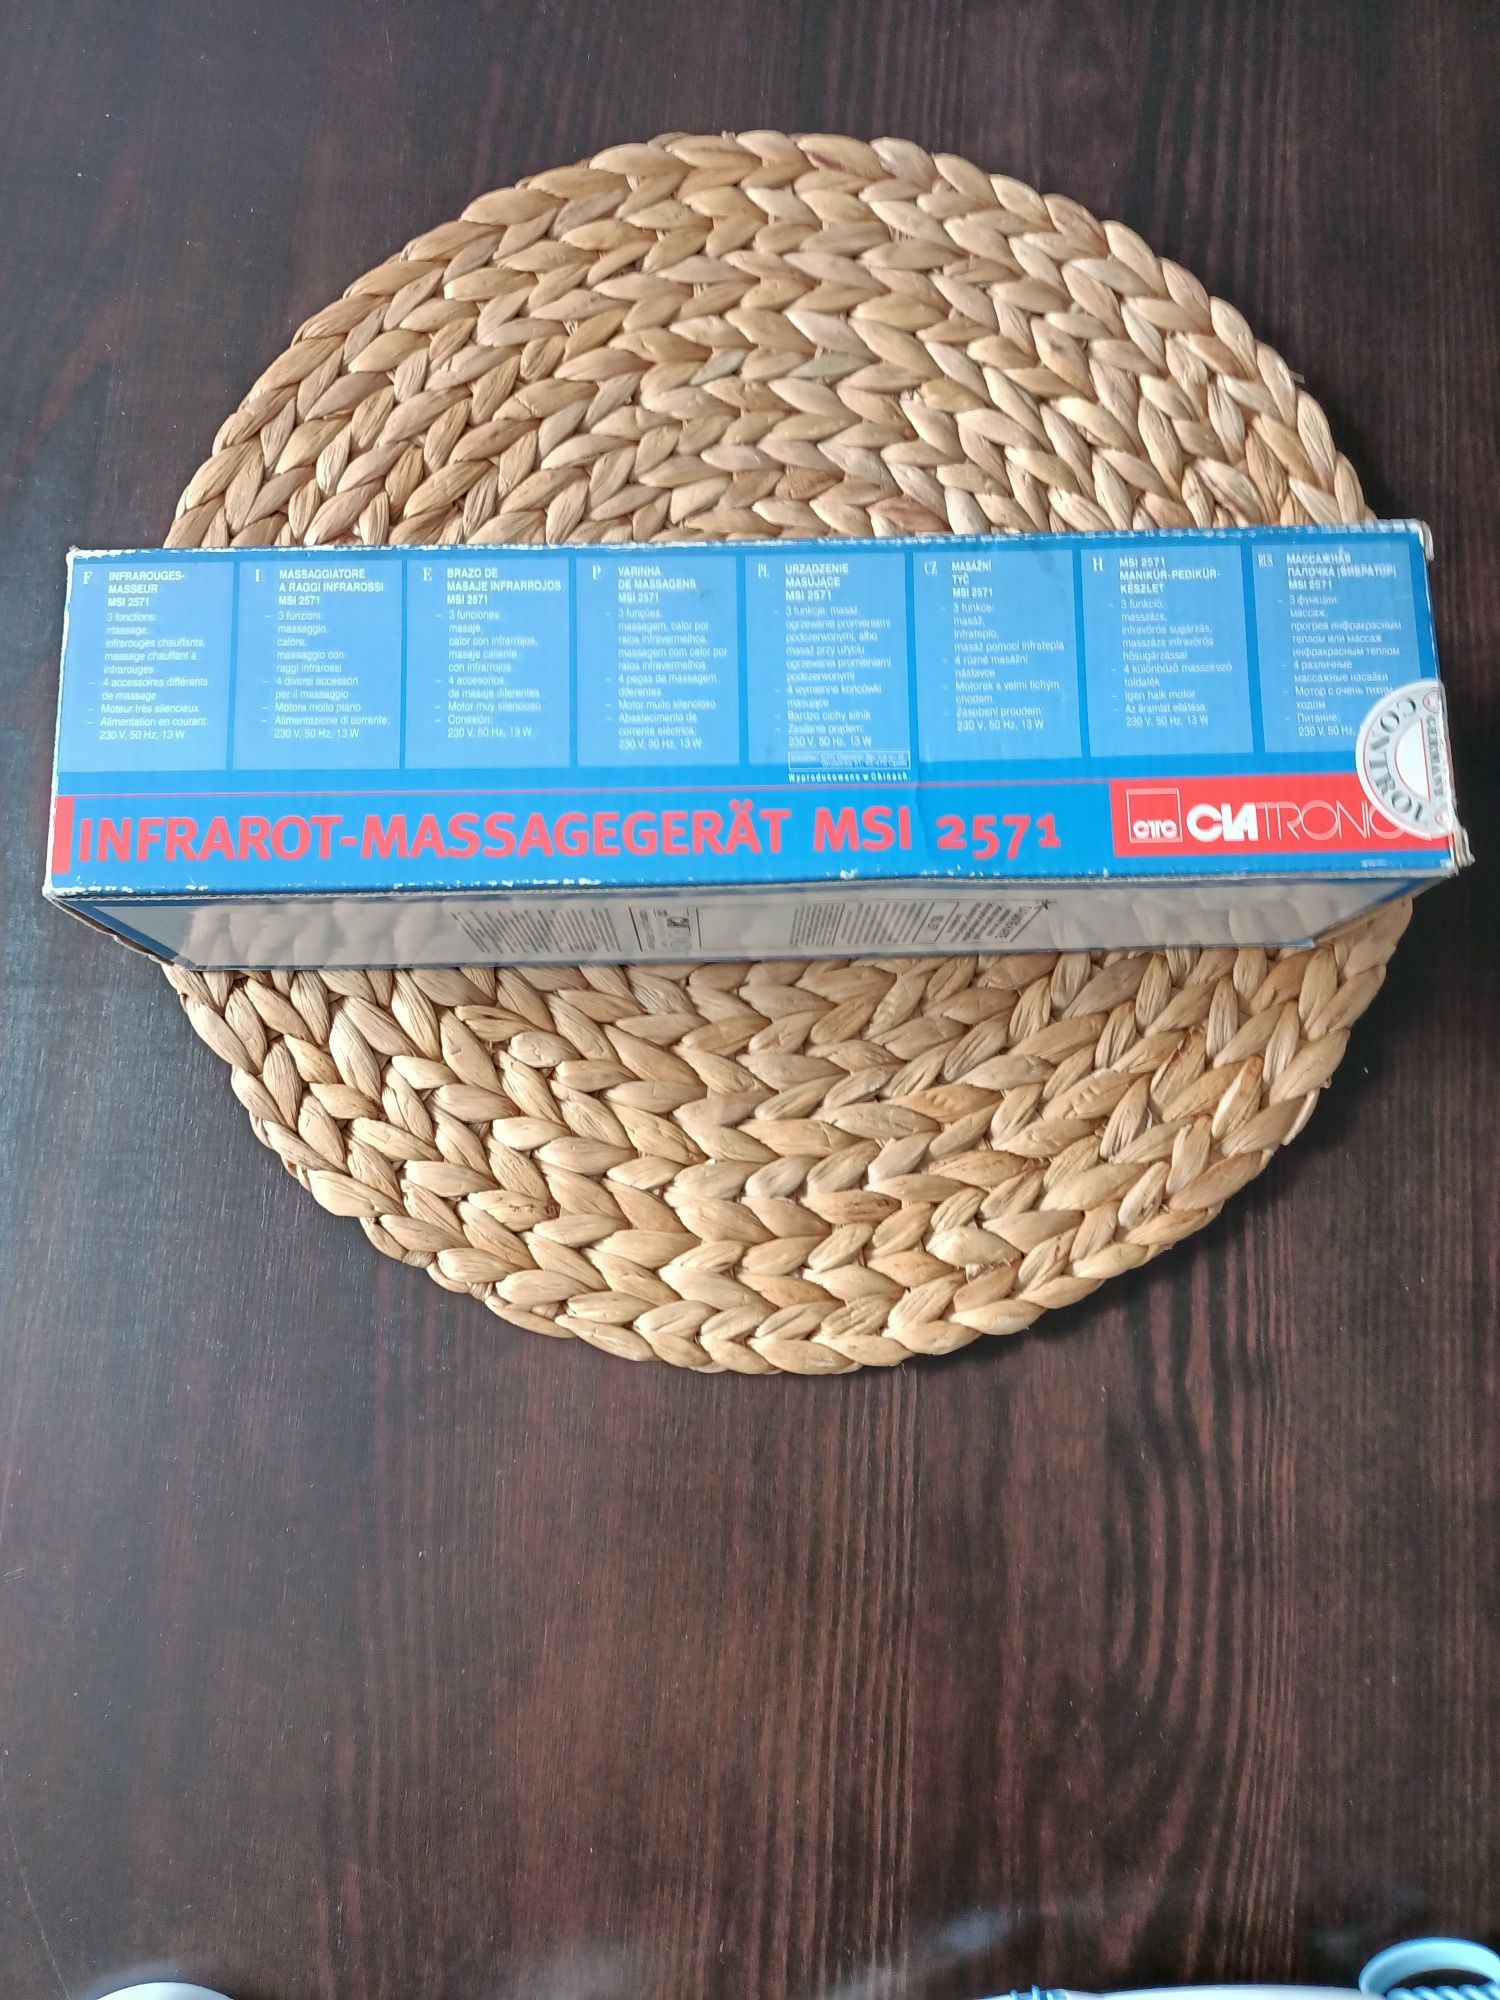 F INFRAROUGES-
MASSEUR
MSI 2571
3 fonctions:
massage,
infrarouges chauffants,
massage chauffant à
infrarouges
– 4 accessoires différents
de massage
– Moteur très silencieux
– Alimentation en courant:
230 V, 50 Hz, 13 W
I MASSAGGIATORE
A RAGGI INFRAROSSI
MSI 2571
– 3 funzioni:
massaggio,
calore,
massaggio con
raggi infrarossi
– 4 diversi accessori
per il massaggio
– Motore molto piano
– Alimentazione di corrente:
230 V, 50 Hz, 13 W
E BRAZO DE
MASAJE INFRARROJOS
MSI 2571
– 3 funciones:
masaje,
calor con infrarrojos,
masaje caliente
con infrarrojos
– 4 accesorios
de masaje diferentes
– Motor muy silencioso
– Conexión:
230 V, 50 Hz, 13 W
P VARINHA
DE MASSAGENS
MSI 2571
– 3 funções:
massagem, calor por
raios infravermelhos,
massagem com calor por
raios infravermelhos
– 4 peças de massagem
diferentes
– Motor muito silencioso
– Abastecimento de
corrente eléctrica:
230 V, 50 Hz, 13 W
PL URZĄDZENIE
MASUJĄCE
MSI 2571
– 3 funkcje: masaż,
ogrzewanie promieniami
podczerwonymi, albo
masaż przy użyciu
ogrzewania promieniami
podczerwonymi
– 4 wymienne końcówki
masujące
– Bardzo cichy silnik
– Zasilanie prądem:
230 V, 50 Hz, 13 W
Wyprodukowano w Chinach
CZ MASÁŽNÍ
TYČ
MSI 2571
– 3 funkce:
masáž,
infrateplo,
masáž pomocí infratepla
– 4 různé masážní
nástavce
– Motorek s velmi tichým
chodem
– Zásobení proudem:
230 V, 50 Hz, 13 W
H MSI 2571
MANIKÜR-PEDIKÜR-
KÉSZLET
– 3 funkció:
masszázs,
infravörös sugárzás,
masszázs infravörös
hősugárzással
– 4 különböző masszírozó
toldalék
– Igen halk motor
– Az áramlat ellátása:
230 V, 50 Hz, 13 W
RUS МАССАЖНАЯ
ПАЛОЧКА (ВИБРАТОР)
MSI 2571
– 3 функции:
массаж,
прогрев инфракрасным
теплом или массаж
инфракрасным теплом
– 4 различные
массажные насадки
– Мотор с очень тихим
ходом
– Питание:
230 V, 50 Hz,
INFRAROT-MASSAGEGERÄT MSI 2571
CTC CLATRONIC
CONTROL